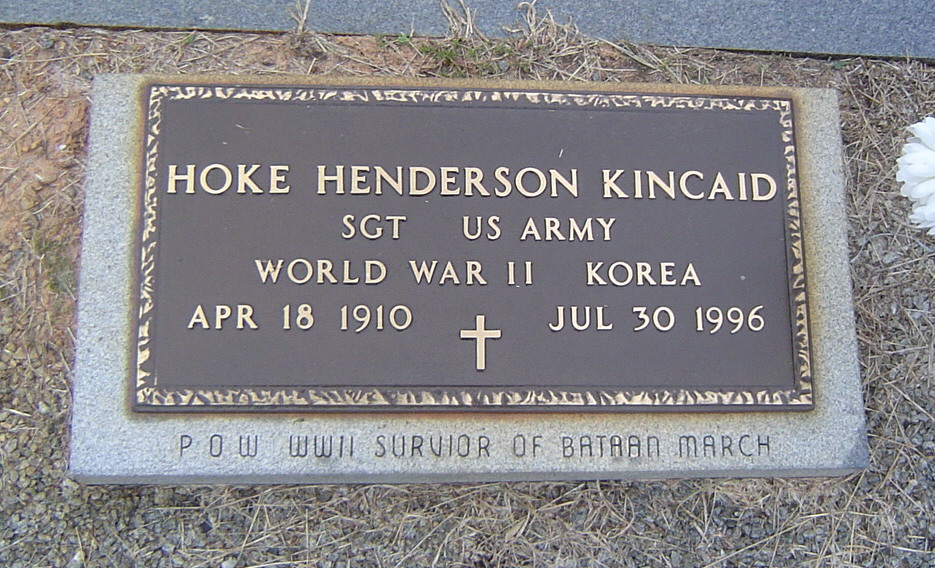 HOKE HENDERSON KINCAID
SGT US ARMY
WORLD WAR II KOREA
APR 18 1910 JUL 30 1996
P O W WWII SURVIOR OF BATAAN MARCH